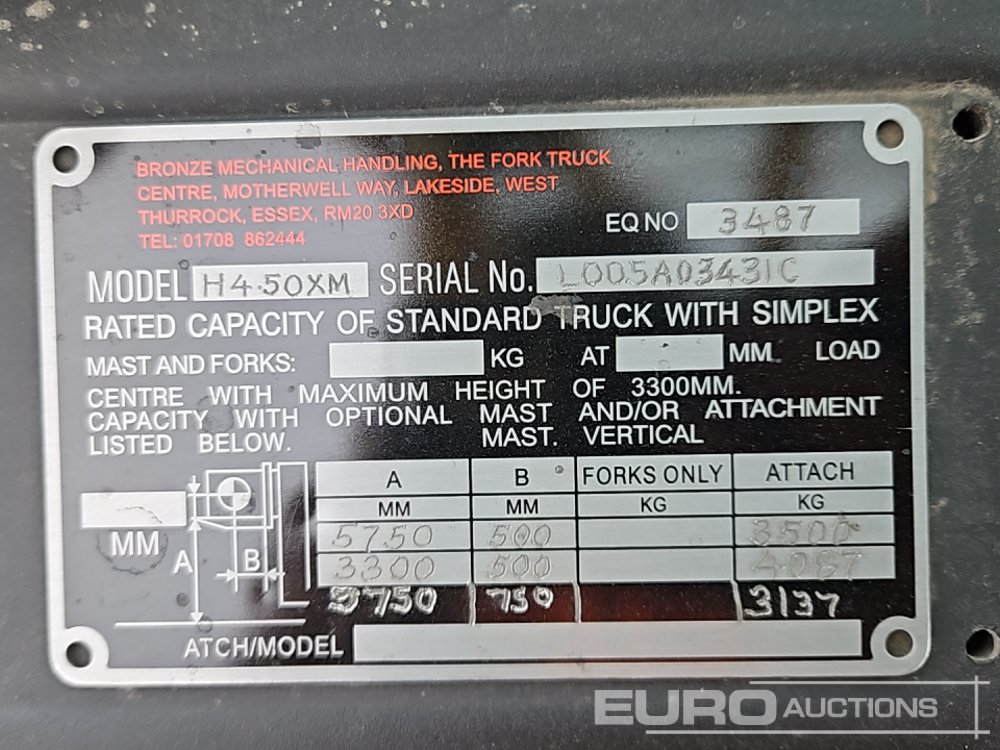 BRONZE MECHANICAL HANDLING, THE FORK TRUCK
CENTRE, MOTHERWELL WAY, LAKESIDE, WEST
THURROCK, ESSEX, RM20 3XD
TEL: 01708 862444
EQ NO 3487
MODEL H4.50XM SERIAL No. L005A03431C
RATED CAPACITY OF STANDARD TRUCK WITH SIMPLEX
MAST AND FORKS: KG AT MM LOAD
CENTRE WITH MAXIMUM HEIGHT OF 3300MM.
CAPACITY WITH OPTIONAL MAST AND/OR ATTACHMENT
LISTED BELOW. MAST. VERTICAL
A B FORKS ONLY ATTACH
MM MM KG KG
5750 500 3500
3300 500 4087
5750 750 3137
MM
A B
ATCH/MODEL
EURO AUCTIONS